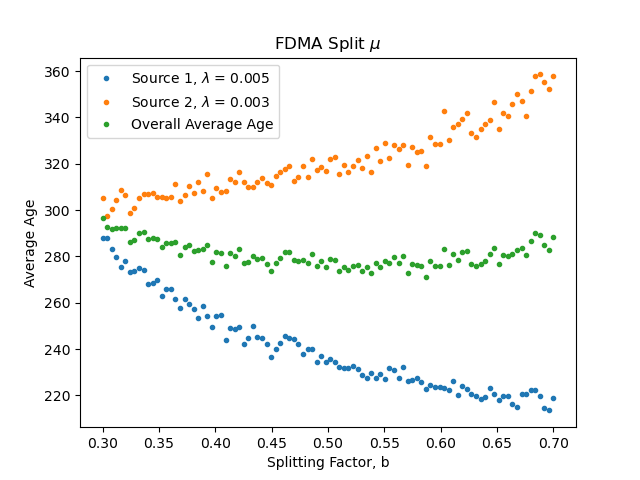 FDMA Split μ
Source 1, λ = 0.005
Source 2, λ = 0.003
Overall Average Age
Average Age
360
340
320
300
280
260
240
220
0.30 0.35 0.40 0.45 0.50 0.55 0.60 0.65 0.70
Splitting Factor, b